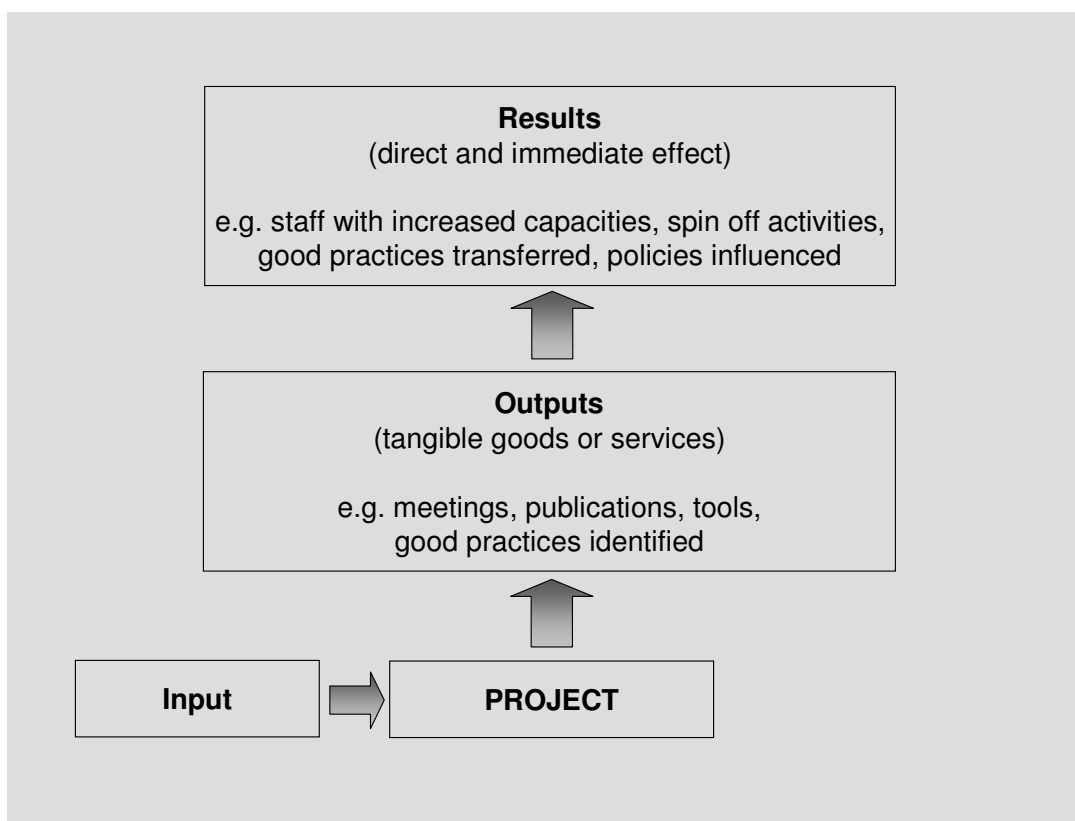 Results
(direct and immediate effect)
e.g. staff with increased capacities, spin off activities,
good practices transferred, policies influenced
Outputs
(tangible goods or services)
e.g. meetings, publications, tools,
good practices identified
Input
PROJECT